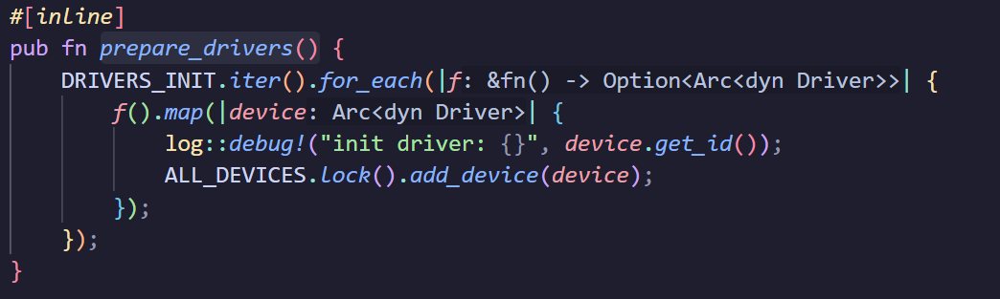 #[inline]
pub fn prepare_drivers() {
    DRIVERS_INIT.iter().for_each(|f: &fn() -> Option<Arc<dyn Driver>>| {
        f().map(|device: Arc<dyn Driver>| {
            log::debug!("init driver: {}", device.get_id());
            ALL_DEVICES.lock().add_device(device);
        });
    });
}